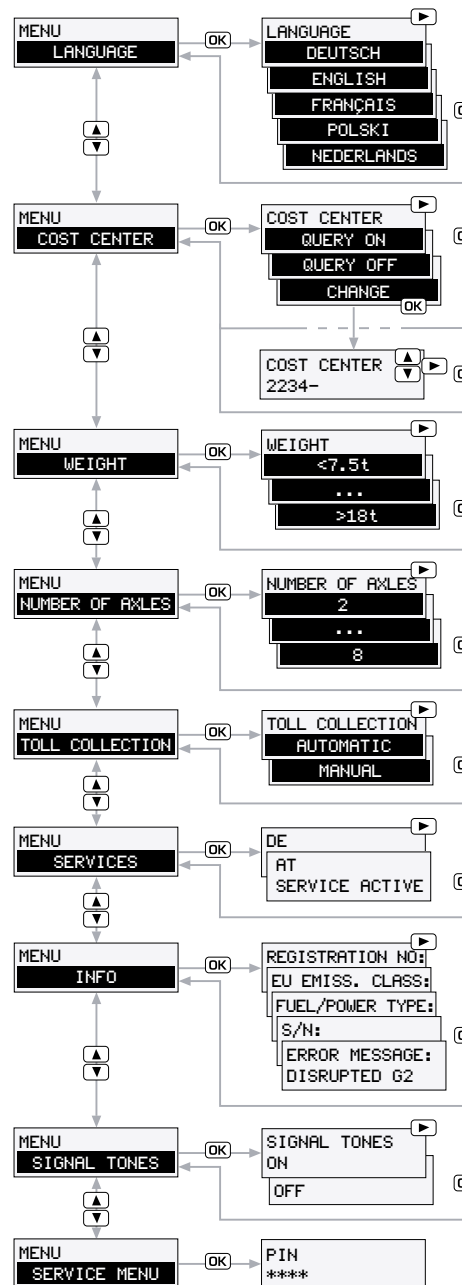 MENU
LANGUAGE
OK
LANGUAGE
DEUTSCH
ENGLISH
FRANÇAIS
POLSKI
NEDERLANDS
MENU
COST CENTER
OK
COST CENTER
QUERY ON
QUERY OFF
CHANGE
OK
COST CENTER
2234-
MENU
WEIGHT
OK
WEIGHT
<7.5t
...
>18t
MENU
NUMBER OF AXLES
OK
NUMBER OF AXLES
2
...
8
MENU
TOLL COLLECTION
OK
TOLL COLLECTION
AUTOMATIC
MANUAL
MENU
SERVICES
OK
DE
AT
SERVICE ACTIVE
MENU
INFO
OK
REGISTRATION NO:
EU EMISS. CLASS:
FUEL/POWER TYPE:
S/N:
ERROR MESSAGE:
DISRUPTED G2
MENU
SIGNAL TONES
OK
SIGNAL TONES
ON
OFF
MENU
SERVICE MENU
OK
PIN
****